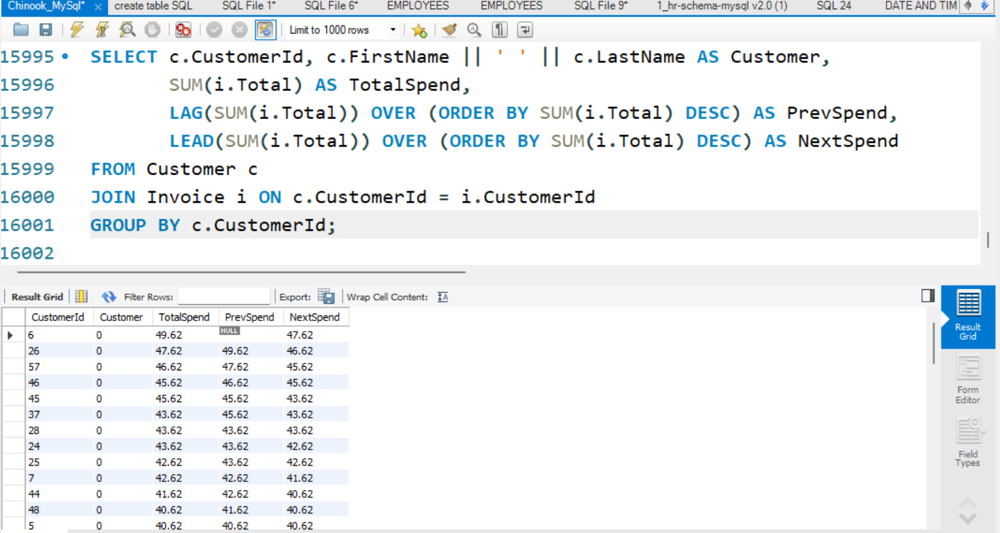 Chinook_MySql* × create table SQL SQL File 1* SQL File 6* EMPLOYEES EMPLOYEES SQL File 9* 1_hr-schema-mysql v2.0 (1) SQL 24 DATE AND TIM
Limit to 1000 rows
15995 SELECT c.CustomerId, c.FirstName || ' ' || c.LastName AS Customer,
15996 SUM(i.Total) AS TotalSpend,
15997 LAG(SUM(i.Total)) OVER (ORDER BY SUM(i.Total) DESC) AS PrevSpend,
15998 LEAD(SUM(i.Total)) OVER (ORDER BY SUM(i.Total) DESC) AS NextSpend
15999 FROM Customer c
16000 JOIN Invoice i ON c.CustomerId = i.CustomerId
16001 GROUP BY c.CustomerId;
16002
Result Grid Filter Rows: Export: Wrap Cell Content:
CustomerId Customer TotalSpend PrevSpend NextSpend
6 0 49.62 NULL 47.62
26 0 47.62 49.62 46.62
57 0 46.62 47.62 45.62
46 0 45.62 46.62 45.62
45 0 45.62 45.62 43.62
37 0 43.62 45.62 43.62
28 0 43.62 43.62 43.62
24 0 43.62 43.62 42.62
25 0 42.62 43.62 42.62
7 0 42.62 42.62 41.62
44 0 41.62 42.62 40.62
48 0 40.62 41.62 40.62
5 0 40.62 40.62 40.62
Result
Grid
Form
Editor
Field
Types